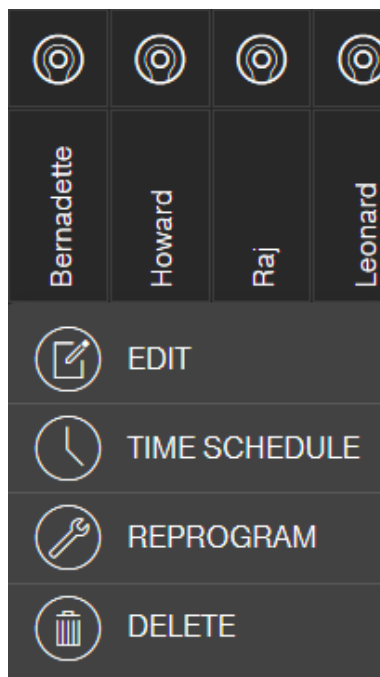 Bernadette
Howard
Raj
Leonard
EDIT
TIME SCHEDULE
REPROGRAM
DELETE